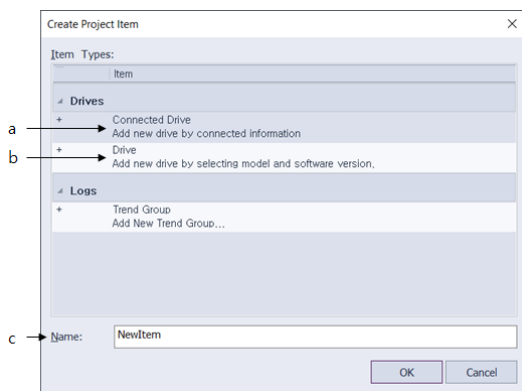 Create Project Item
Item Types:
Item
Drives
Connected Drive
a
Add new drive by connected information
Drive
b
Add new drive by selecting model and software version.
Logs
Trend Group
Add New Trend Group...
c
Name:
NewItem
OK
Cancel